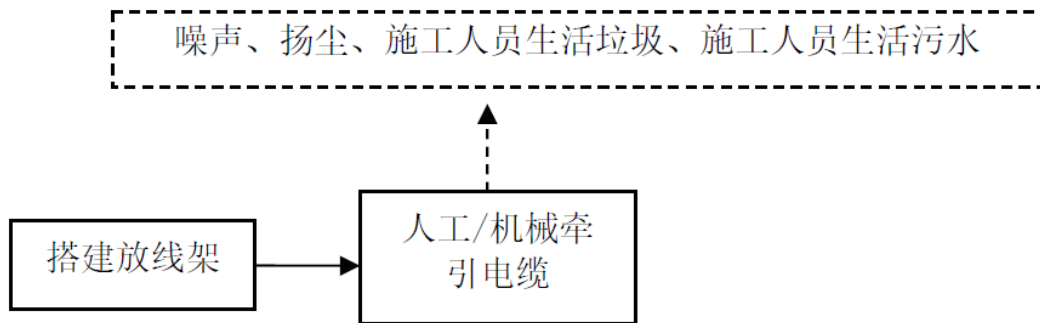 噪声、扬尘、施工人员生活垃圾、施工人员生活污水
人工/机械牵
引电缆
搭建放线架